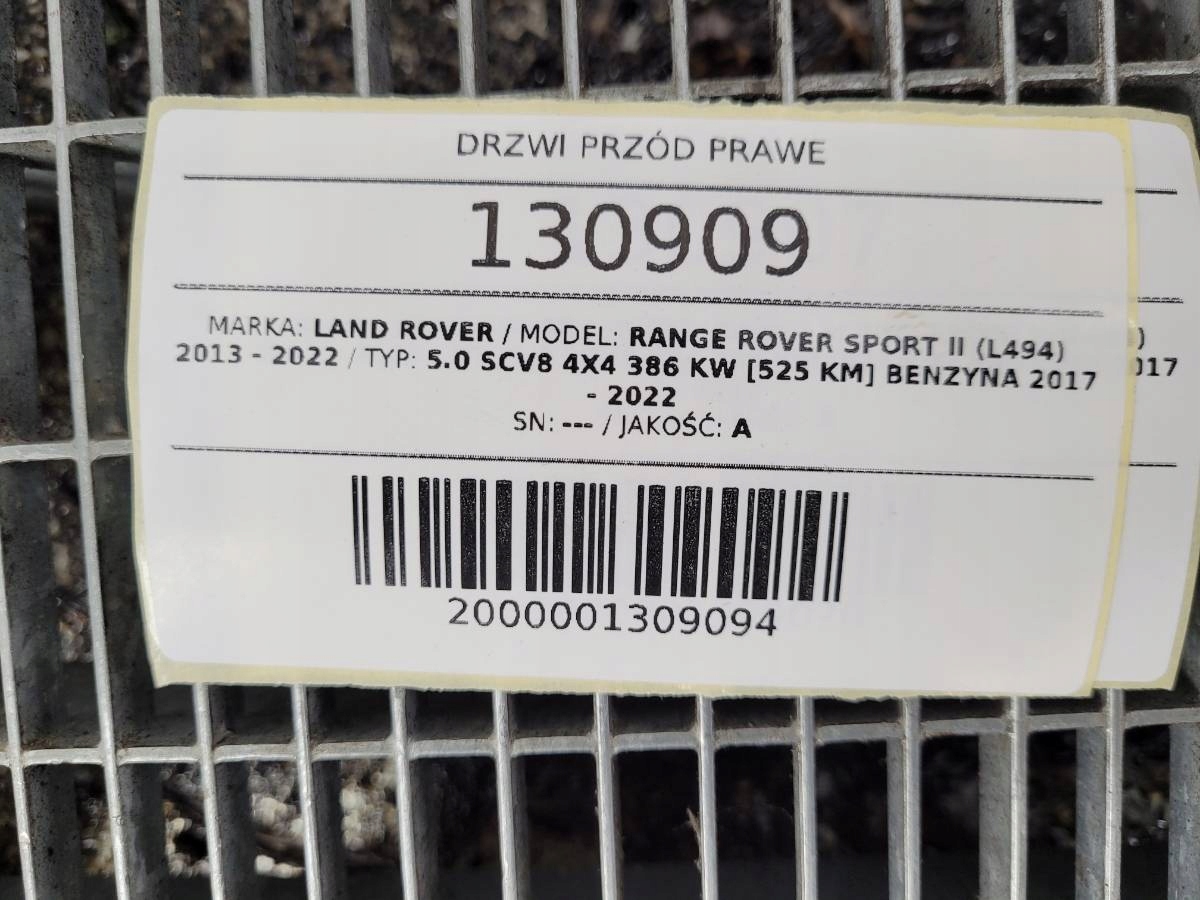 DRZWI PRZÓD PRAWE
130909
MARKA: LAND ROVER / MODEL: RANGE ROVER SPORT II (L494)
2013 - 2022 / TYP: 5.0 SCV8 4X4 386 KW [525 KM] BENZYNA 2017
- 2022
SN: --- / JAKOŚĆ: A
2000001309094
)
017